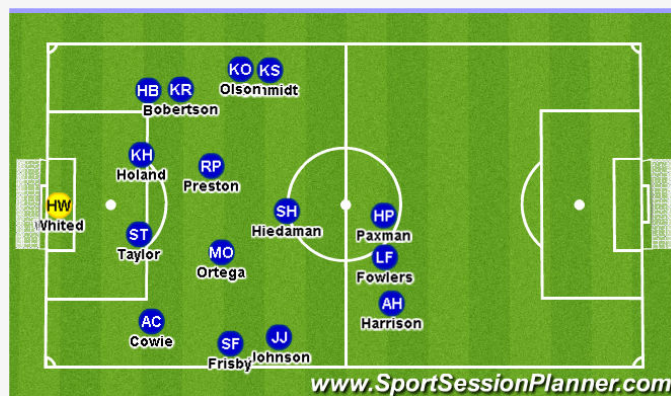 KO KS
Olson
HB KR
KH
Holand
RP
Preston
HW
Whited
SH
Hiedaman
HP
Paxman
ST
Taylor
MO
Ortega
LF
Fowlers
AH
Harrison
AC
Cowie
SF
Frisby
JJ
Johnson
www.SportSessionPlanner.com